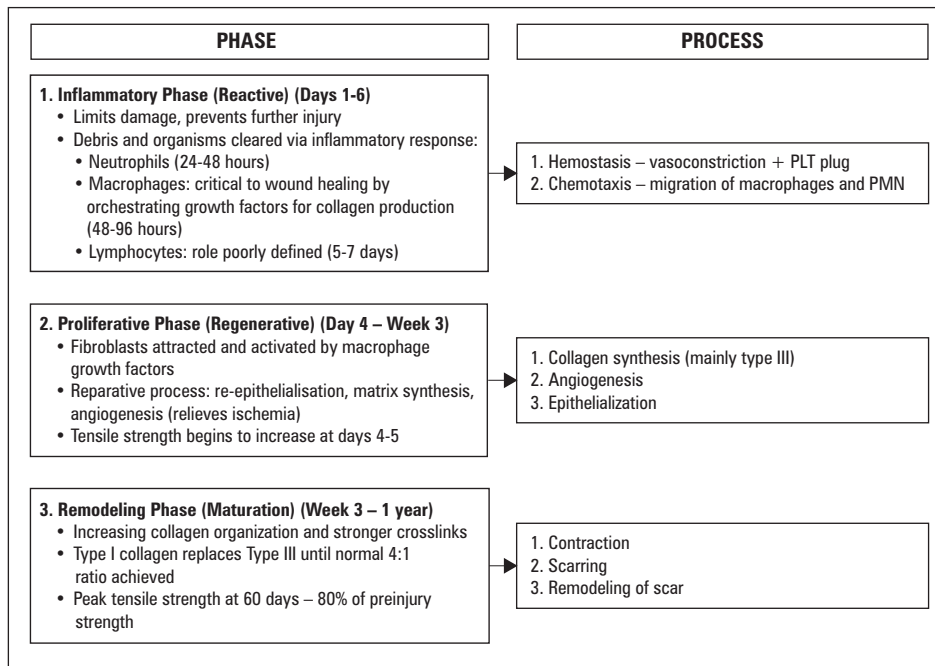 PHASE
PROCESS
1. Inflammatory Phase (Reactive) (Days 1-6)
• Limits damage, prevents further injury
• Debris and organisms cleared via inflammatory response:
• Neutrophils (24-48 hours)
• Macrophages: critical to wound healing by
orchestrating growth factors for collagen production
(48-96 hours)
• Lymphocytes: role poorly defined (5-7 days)
1. Hemostasis – vasoconstriction + PLT plug
2. Chemotaxis – migration of macrophages and PMN
2. Proliferative Phase (Regenerative) (Day 4 – Week 3)
• Fibroblasts attracted and activated by macrophage
growth factors
• Reparative process: re-epithelialisation, matrix synthesis,
angiogenesis (relieves ischemia)
• Tensile strength begins to increase at days 4-5
1. Collagen synthesis (mainly type III)
2. Angiogenesis
3. Epithelialization
3. Remodeling Phase (Maturation) (Week 3 – 1 year)
• Increasing collagen organization and stronger crosslinks
• Type I collagen replaces Type III until normal 4:1
ratio achieved
• Peak tensile strength at 60 days – 80% of preinjury
strength
1. Contraction
2. Scarring
3. Remodeling of scar